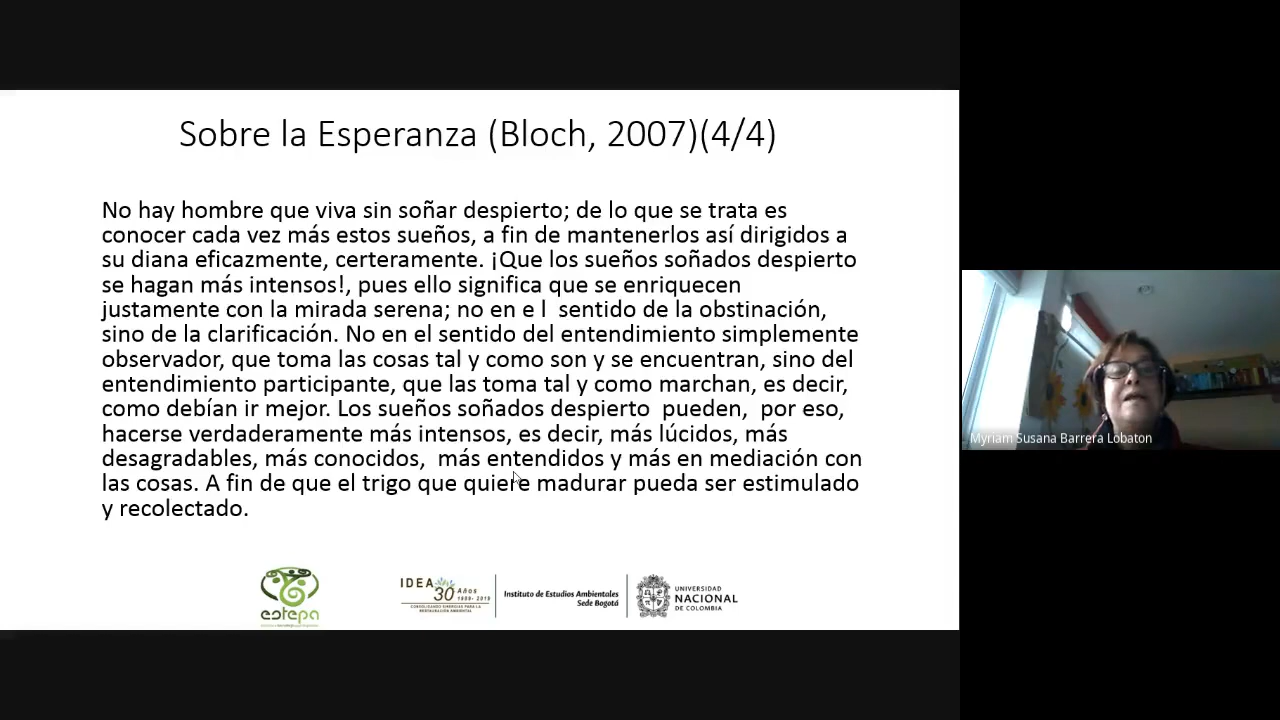 Sobre la Esperanza (Bloch, 2007)(4/4)
No hay hombre que viva sin soñar despierto; de lo que se trata es
conocer cada vez más estos sueños, a fin de mantenerlos así dirigidos a
su diana eficazmente, certeramente. ¡Que los sueños soñados despierto
se hagan más intensos!, pues ello significa que se enriquecen
justamente con la mirada serena; no en e l  sentido de la obstinación,
sino de la clarificación. No en el sentido del entendimiento simplemente
observador, que toma las cosas tal y como son y se encuentran, sino del
entendimiento participante, que las toma tal y como marchan, es decir,
como debían ir mejor. Los sueños soñados despierto  pueden,  por eso,
hacerse verdaderamente más intensos, es decir, más lúcidos, más
desagradables, más conocidos,  más entendidos y más en mediación con
las cosas. A fin de que el trigo que quiere madurar pueda ser estimulado
y recolectado.
Myriam Susana Barrera Lobaton
estepa
IDEA
30 Años
Instituto de Estudios Ambientales
Sede Bogotá
UNIVERSIDAD
NACIONAL
DE COLOMBIA